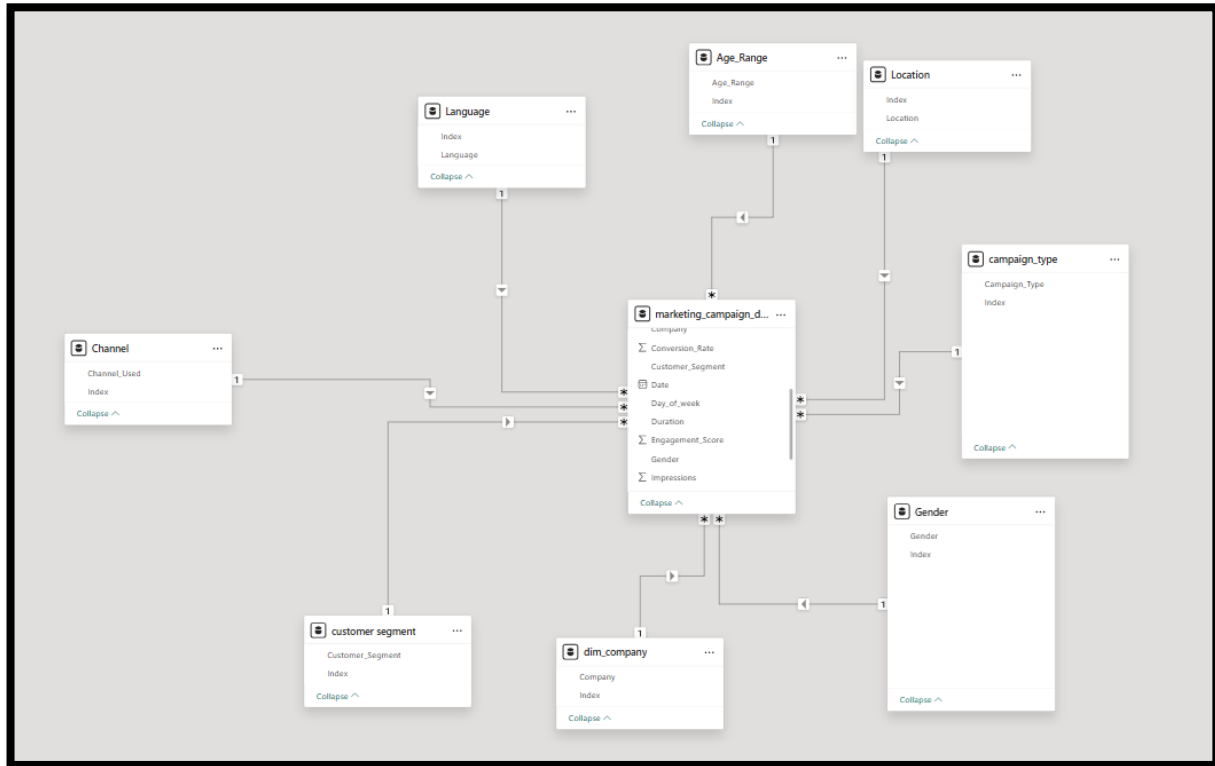 Age_Range
Age_Range
Index
Collapse
Location
Index
Location
Collapse
Language
Index
Language
Collapse
campaign_type
Campaign_Type
Index
Collapse
marketing_campaign_d...
Company
Conversion_Rate
Customer_Segment
Date
Day_of_week
Duration
Engagement_Score
Gender
Impressions
Collapse
Channel
Channel_Used
Index
Collapse
Gender
Gender
Index
Collapse
customer segment
Customer_Segment
Index
Collapse
dim_company
Company
Index
Collapse
1
*
1
*
1
*
1
*
1
*
1
*
1
*
1
*